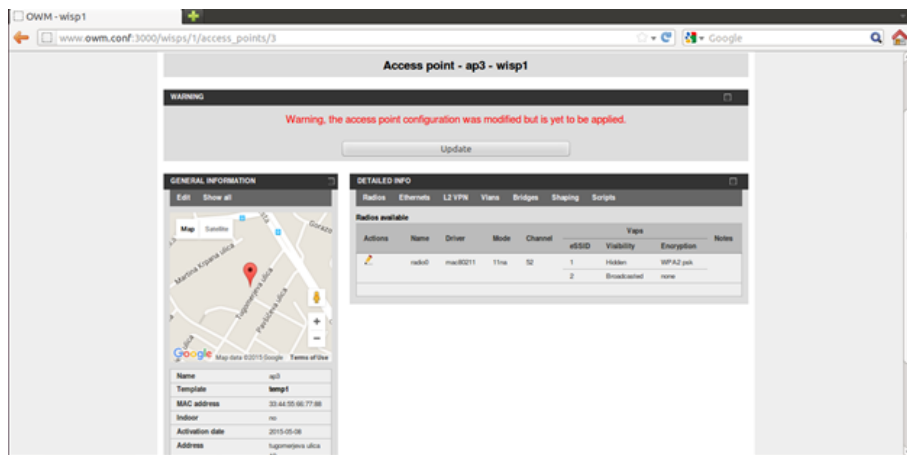 OWM - wisp1
www.owm.conf:3000/wisps/1/access_points/3
Google
Access point - ap3 - wisp1
WARNING
Warning, the access point configuration was modified but is yet to be applied.
Update
GENERAL INFORMATION
Edit Show all
Map Satellite
Gorazo
Martina Krpana ulica
Tugomerjeva ulica
Pavšičeva ulica
ulica
Google Map data ©2015 Google Terms of Use
Name ap3
Template temp1
MAC address 33:44:55:66:77:88
Indoor no
Activation date 2015-05-08
Address tugomerjeva ulica
DETAILED INFO
Radios Ethernets L2 VPN Vlans Bridges Shaping Scripts
Radios available
Actions Name Driver Mode Channel Vaps Notes
eSSID Visibility Encryption
radio0 mac80211 11na 52 1 Hidden WPA2 psk
2 Broadcasted none